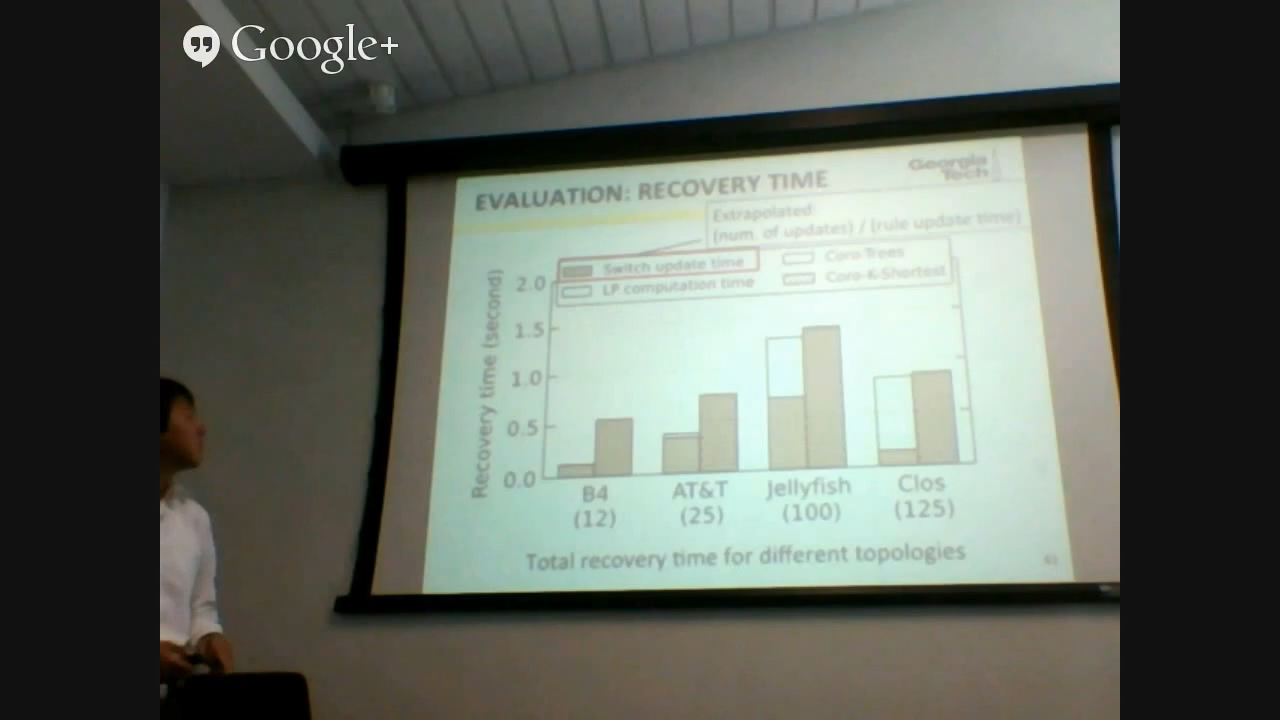 Google+
EVALUATION: RECOVERY TIME
Georgia
Tech
Extrapolated:
(num. of updates) / (rule update time)
Switch update time
LP computation time
Coro-Trees
Coro-K-Shortest
Recovery time (second)
2.0
1.5
1.0
0.5
0.0
B4
(12)
AT&T
(25)
Jellyfish
(100)
Clos
(125)
Total recovery time for different topologies